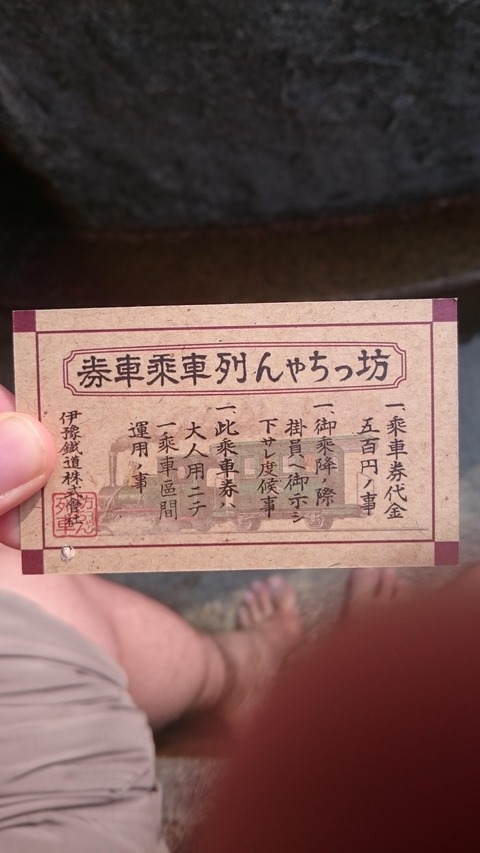 券車乗車列んゃちっ坊
一、乗車券代金
五百円ノ事
一、御乗降ノ際
掛員ヘ御示シ
下サレ度候事
一、此乗車券ハ
大人用ニテ
一乗車區間
運用ノ事
伊豫鐵道株式會社